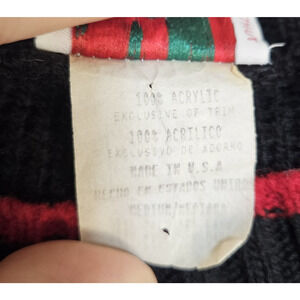 100% ACRYLIC
EXCLUSIVE OF TRIM
100% ACRILICO
EXCLUSIVO DE ADORNO
MADE IN U.S.A
HECHO EN ESTADOS UNIDOS
MEDIUM/MEDIANO